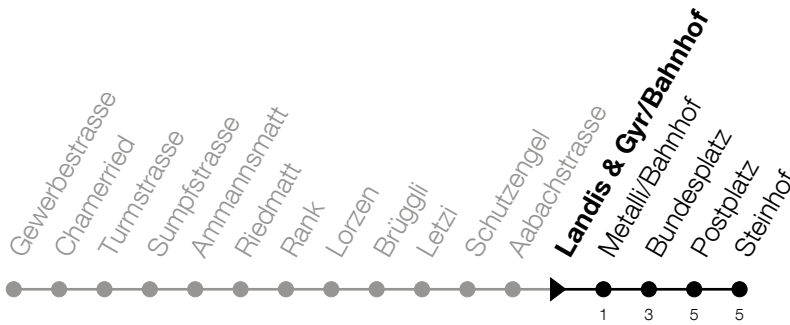 Gewerbestrasse
Chamerried
Turmstrasse
Sumpfstrasse
Ammannsmatt
Riedmatt
Rank
Lorzen
Brüggli
Letzi
Schutzengel
Aabachstrasse
Landis & Gyr/Bahnhof
Metalli/Bahnhof
Bundesplatz
Postplatz
Steinhof
1 3 5 5